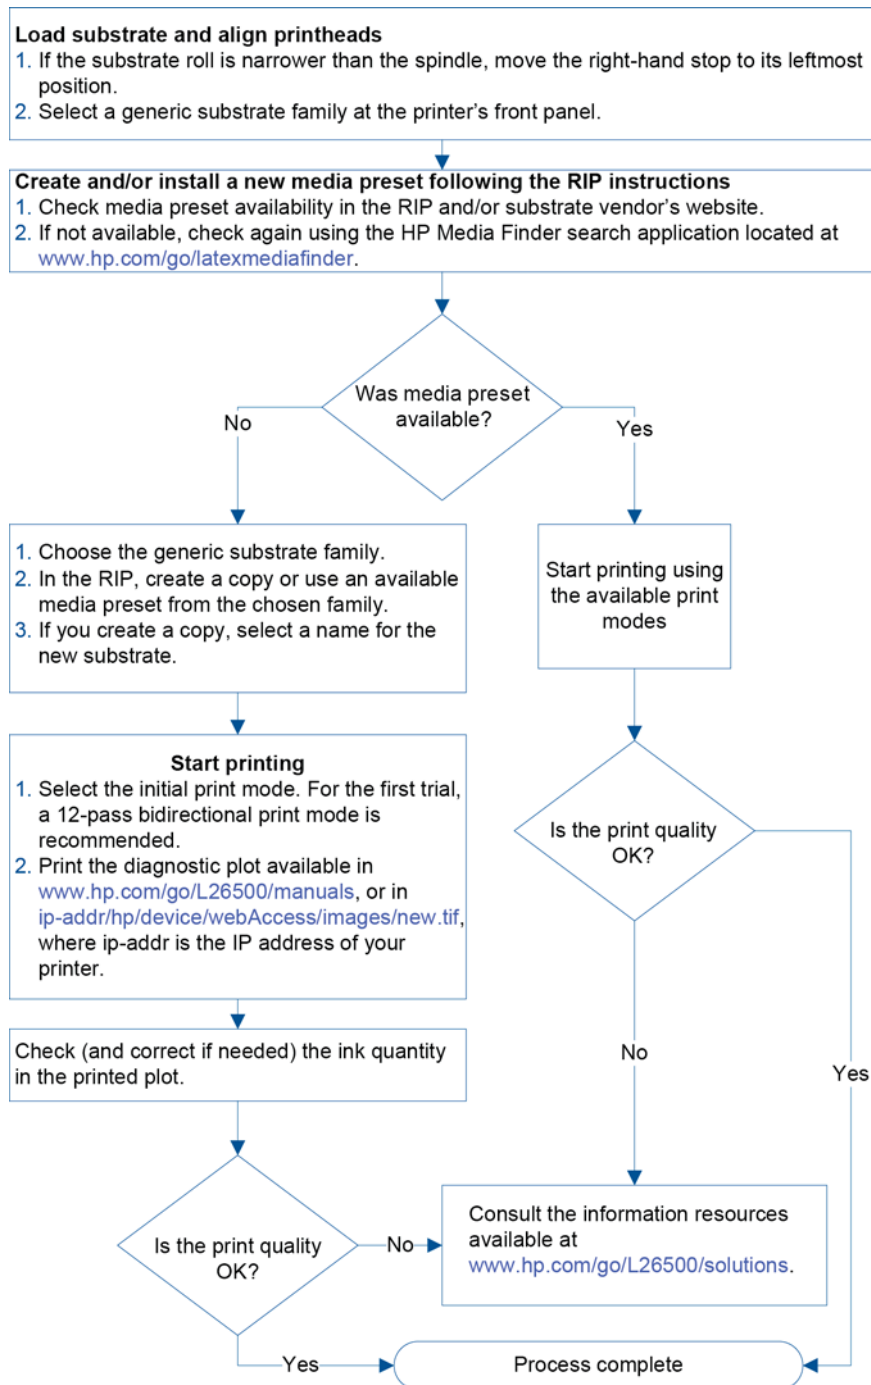 Load substrate and align printheads
1. If the substrate roll is narrower than the spindle, move the right-hand stop to its leftmost
position.
2. Select a generic substrate family at the printer's front panel.
Create and/or install a new media preset following the RIP instructions
1. Check media preset availability in the RIP and/or substrate vendor's website.
2. If not available, check again using the HP Media Finder search application located at
www.hp.com/go/latexmediafinder.
Was media preset
available?
No
Yes
1. Choose the generic substrate family.
2. In the RIP, create a copy or use an available
media preset from the chosen family.
3. If you create a copy, select a name for the
new substrate.
Start printing using
the available print
modes
Start printing
1. Select the initial print mode. For the first trial,
a 12-pass bidirectional print mode is
recommended.
2. Print the diagnostic plot available in
www.hp.com/go/L26500/manuals, or in
ip-addr/hp/device/webAccess/images/new.tif,
where ip-addr is the IP address of your
printer.
Is the print quality
OK?
Check (and correct if needed) the ink quantity
in the printed plot.
No
Yes
Is the print quality
OK?
No
Consult the information resources
available at
www.hp.com/go/L26500/solutions.
Yes
Process complete